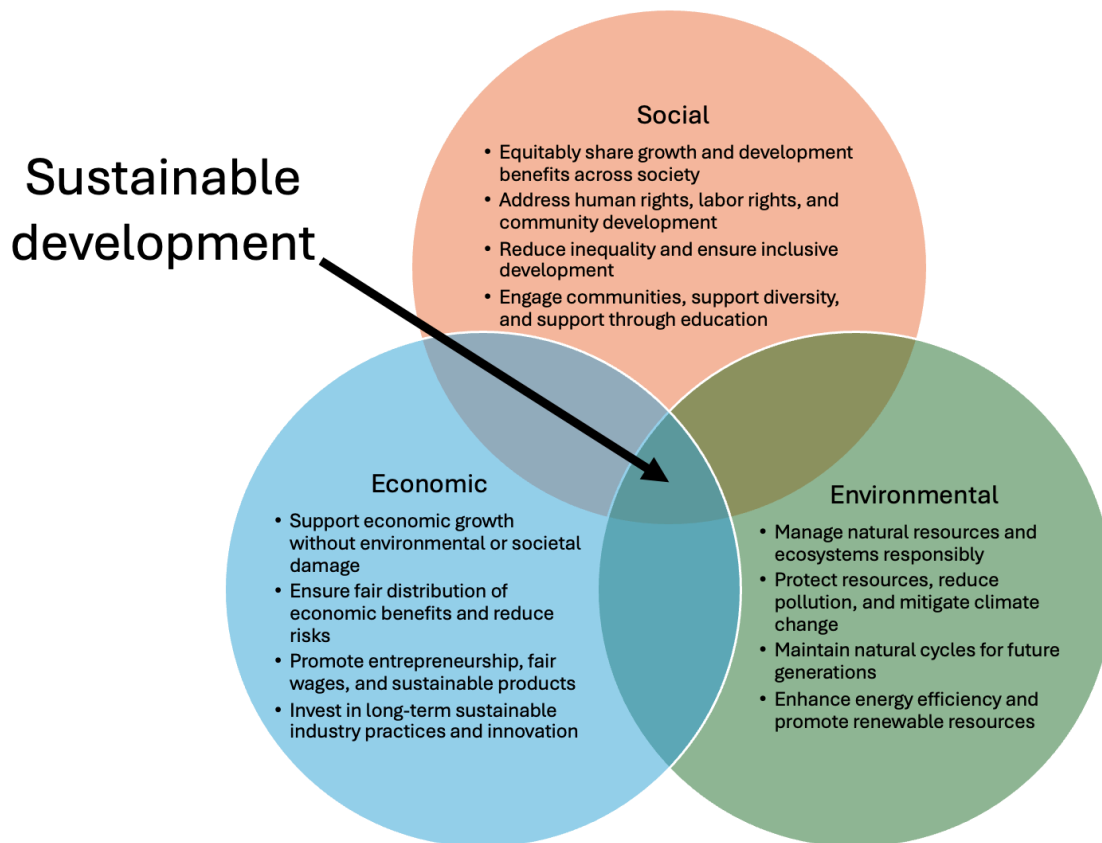 Sustainable
development
Social
• Equitably share growth and development
benefits across society
• Address human rights, labor rights, and
community development
• Reduce inequality and ensure inclusive
development
• Engage communities, support diversity,
and support through education
Economic
• Support economic growth
without environmental or societal
damage
• Ensure fair distribution of
economic benefits and reduce
risks
• Promote entrepreneurship, fair
wages, and sustainable products
• Invest in long-term sustainable
industry practices and innovation
Environmental
• Manage natural resources and
ecosystems responsibly
• Protect resources, reduce
pollution, and mitigate climate
change
• Maintain natural cycles for future
generations
• Enhance energy efficiency and
promote renewable resources